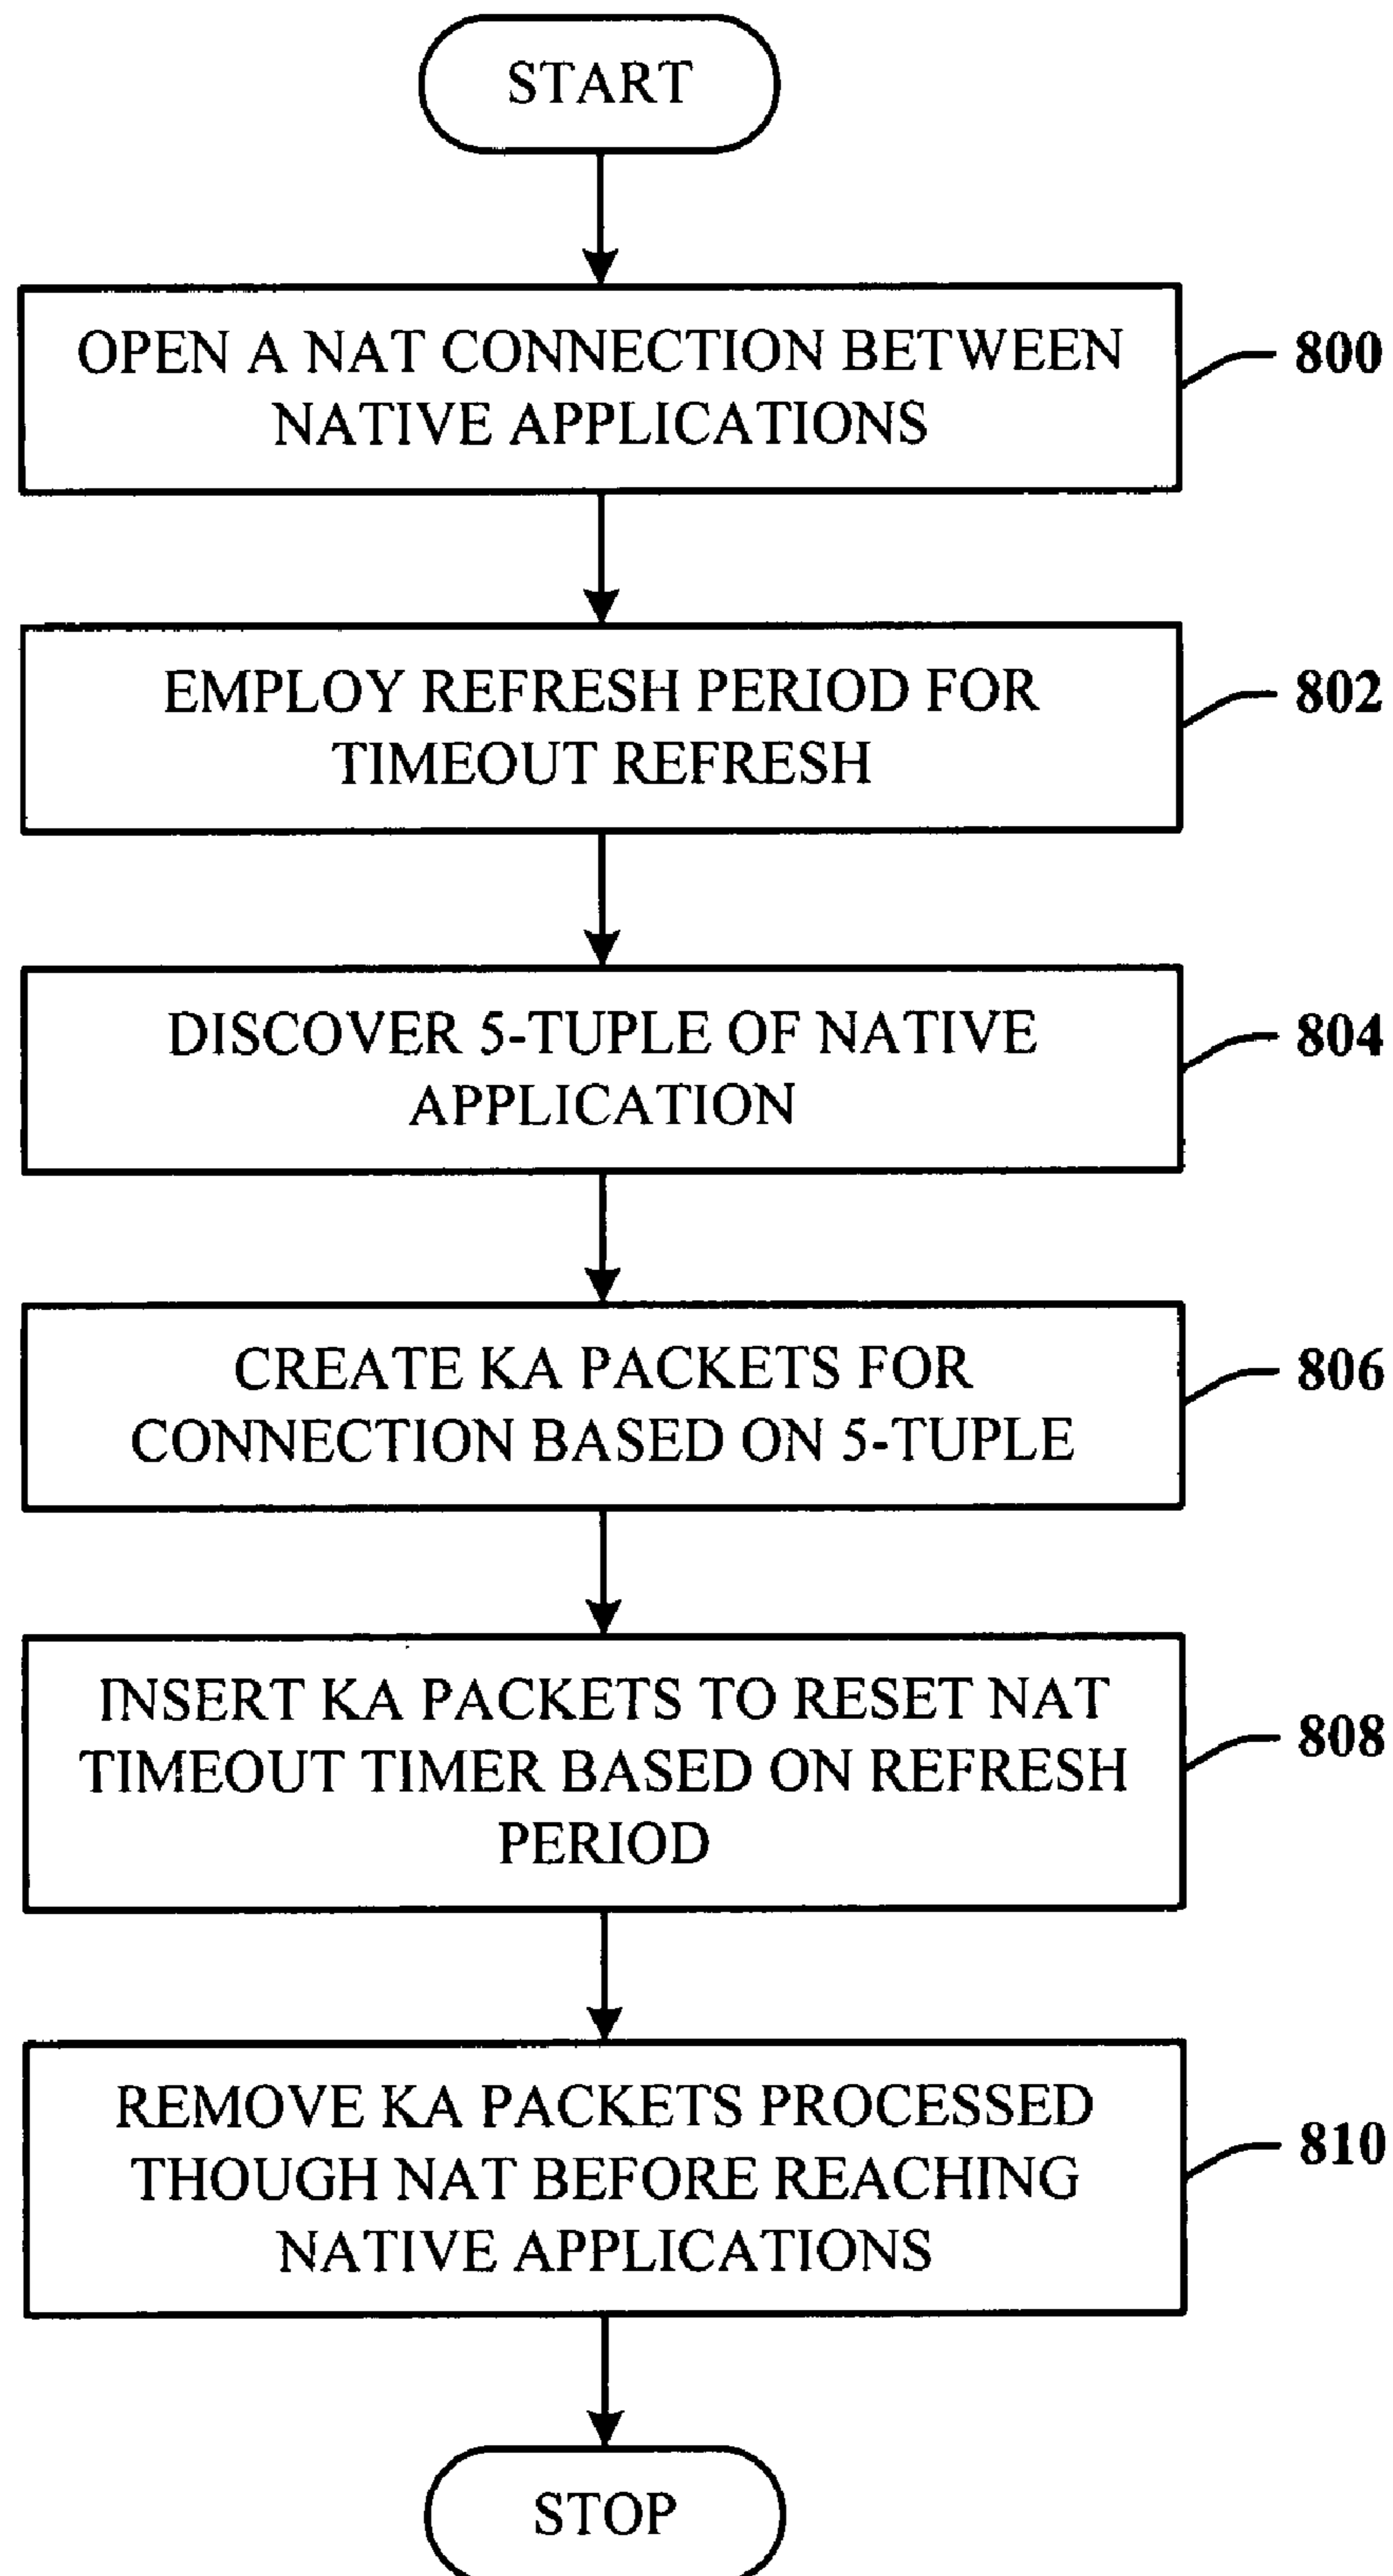 START
OPEN A NAT CONNECTION BETWEEN
NATIVE APPLICATIONS
800
EMPLOY REFRESH PERIOD FOR
TIMEOUT REFRESH
802
DISCOVER 5-TUPLE OF NATIVE
APPLICATION
804
CREATE KA PACKETS FOR
CONNECTION BASED ON 5-TUPLE
806
INSERT KA PACKETS TO RESET NAT
TIMEOUT TIMER BASED ON REFRESH
PERIOD
808
REMOVE KA PACKETS PROCESSED
THOUGH NAT BEFORE REACHING
NATIVE APPLICATIONS
810
STOP